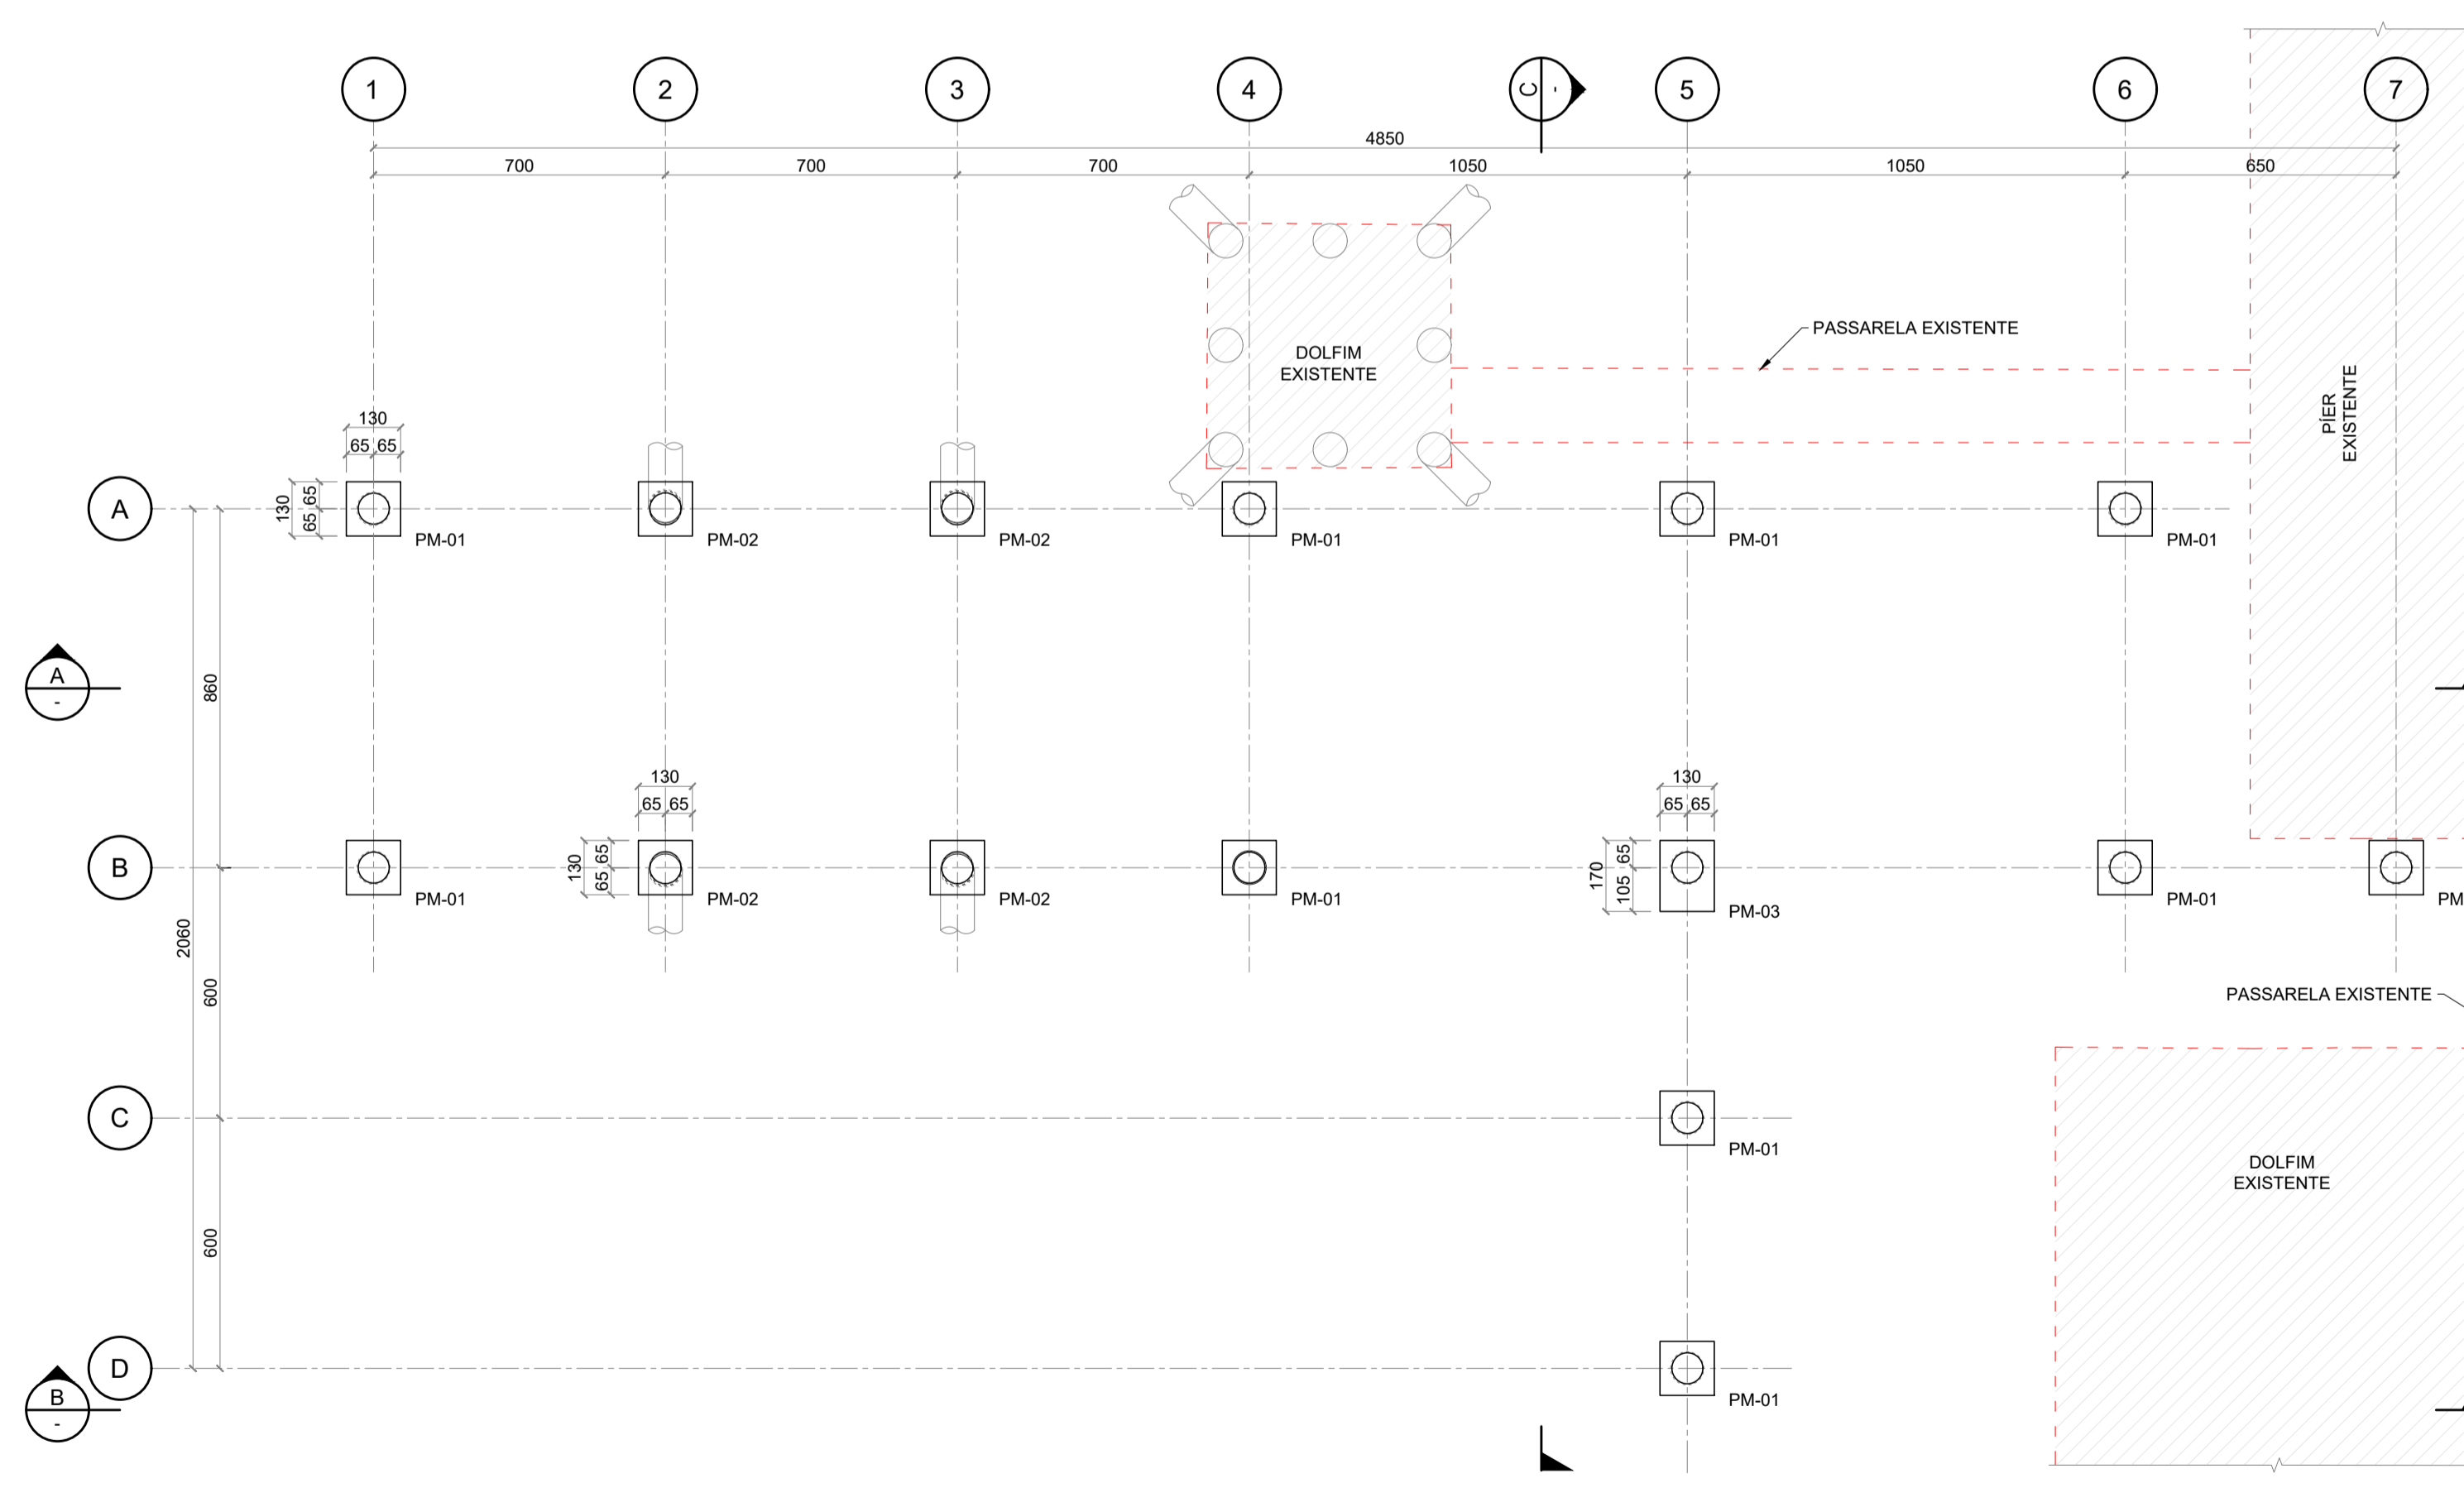 1
2
3
4
C
-
5
6
7
4850
700
700
700
1050
1050
650
PASSARELA EXISTENTE
DOLFIM
EXISTENTE
PÍER
EXISTENTE
130
65
65
130
65
65
A
PM-01
PM-02
PM-02
PM-01
PM-01
PM-01
A
-
860
130
65
65
130
65
65
130
65
65
170
65
105
B
PM-01
PM-02
PM-02
PM-01
PM-03
PM-01
PM
2060
600
PASSARELA EXISTENTE
C
PM-01
DOLFIM
EXISTENTE
600
D
PM-01
B
-